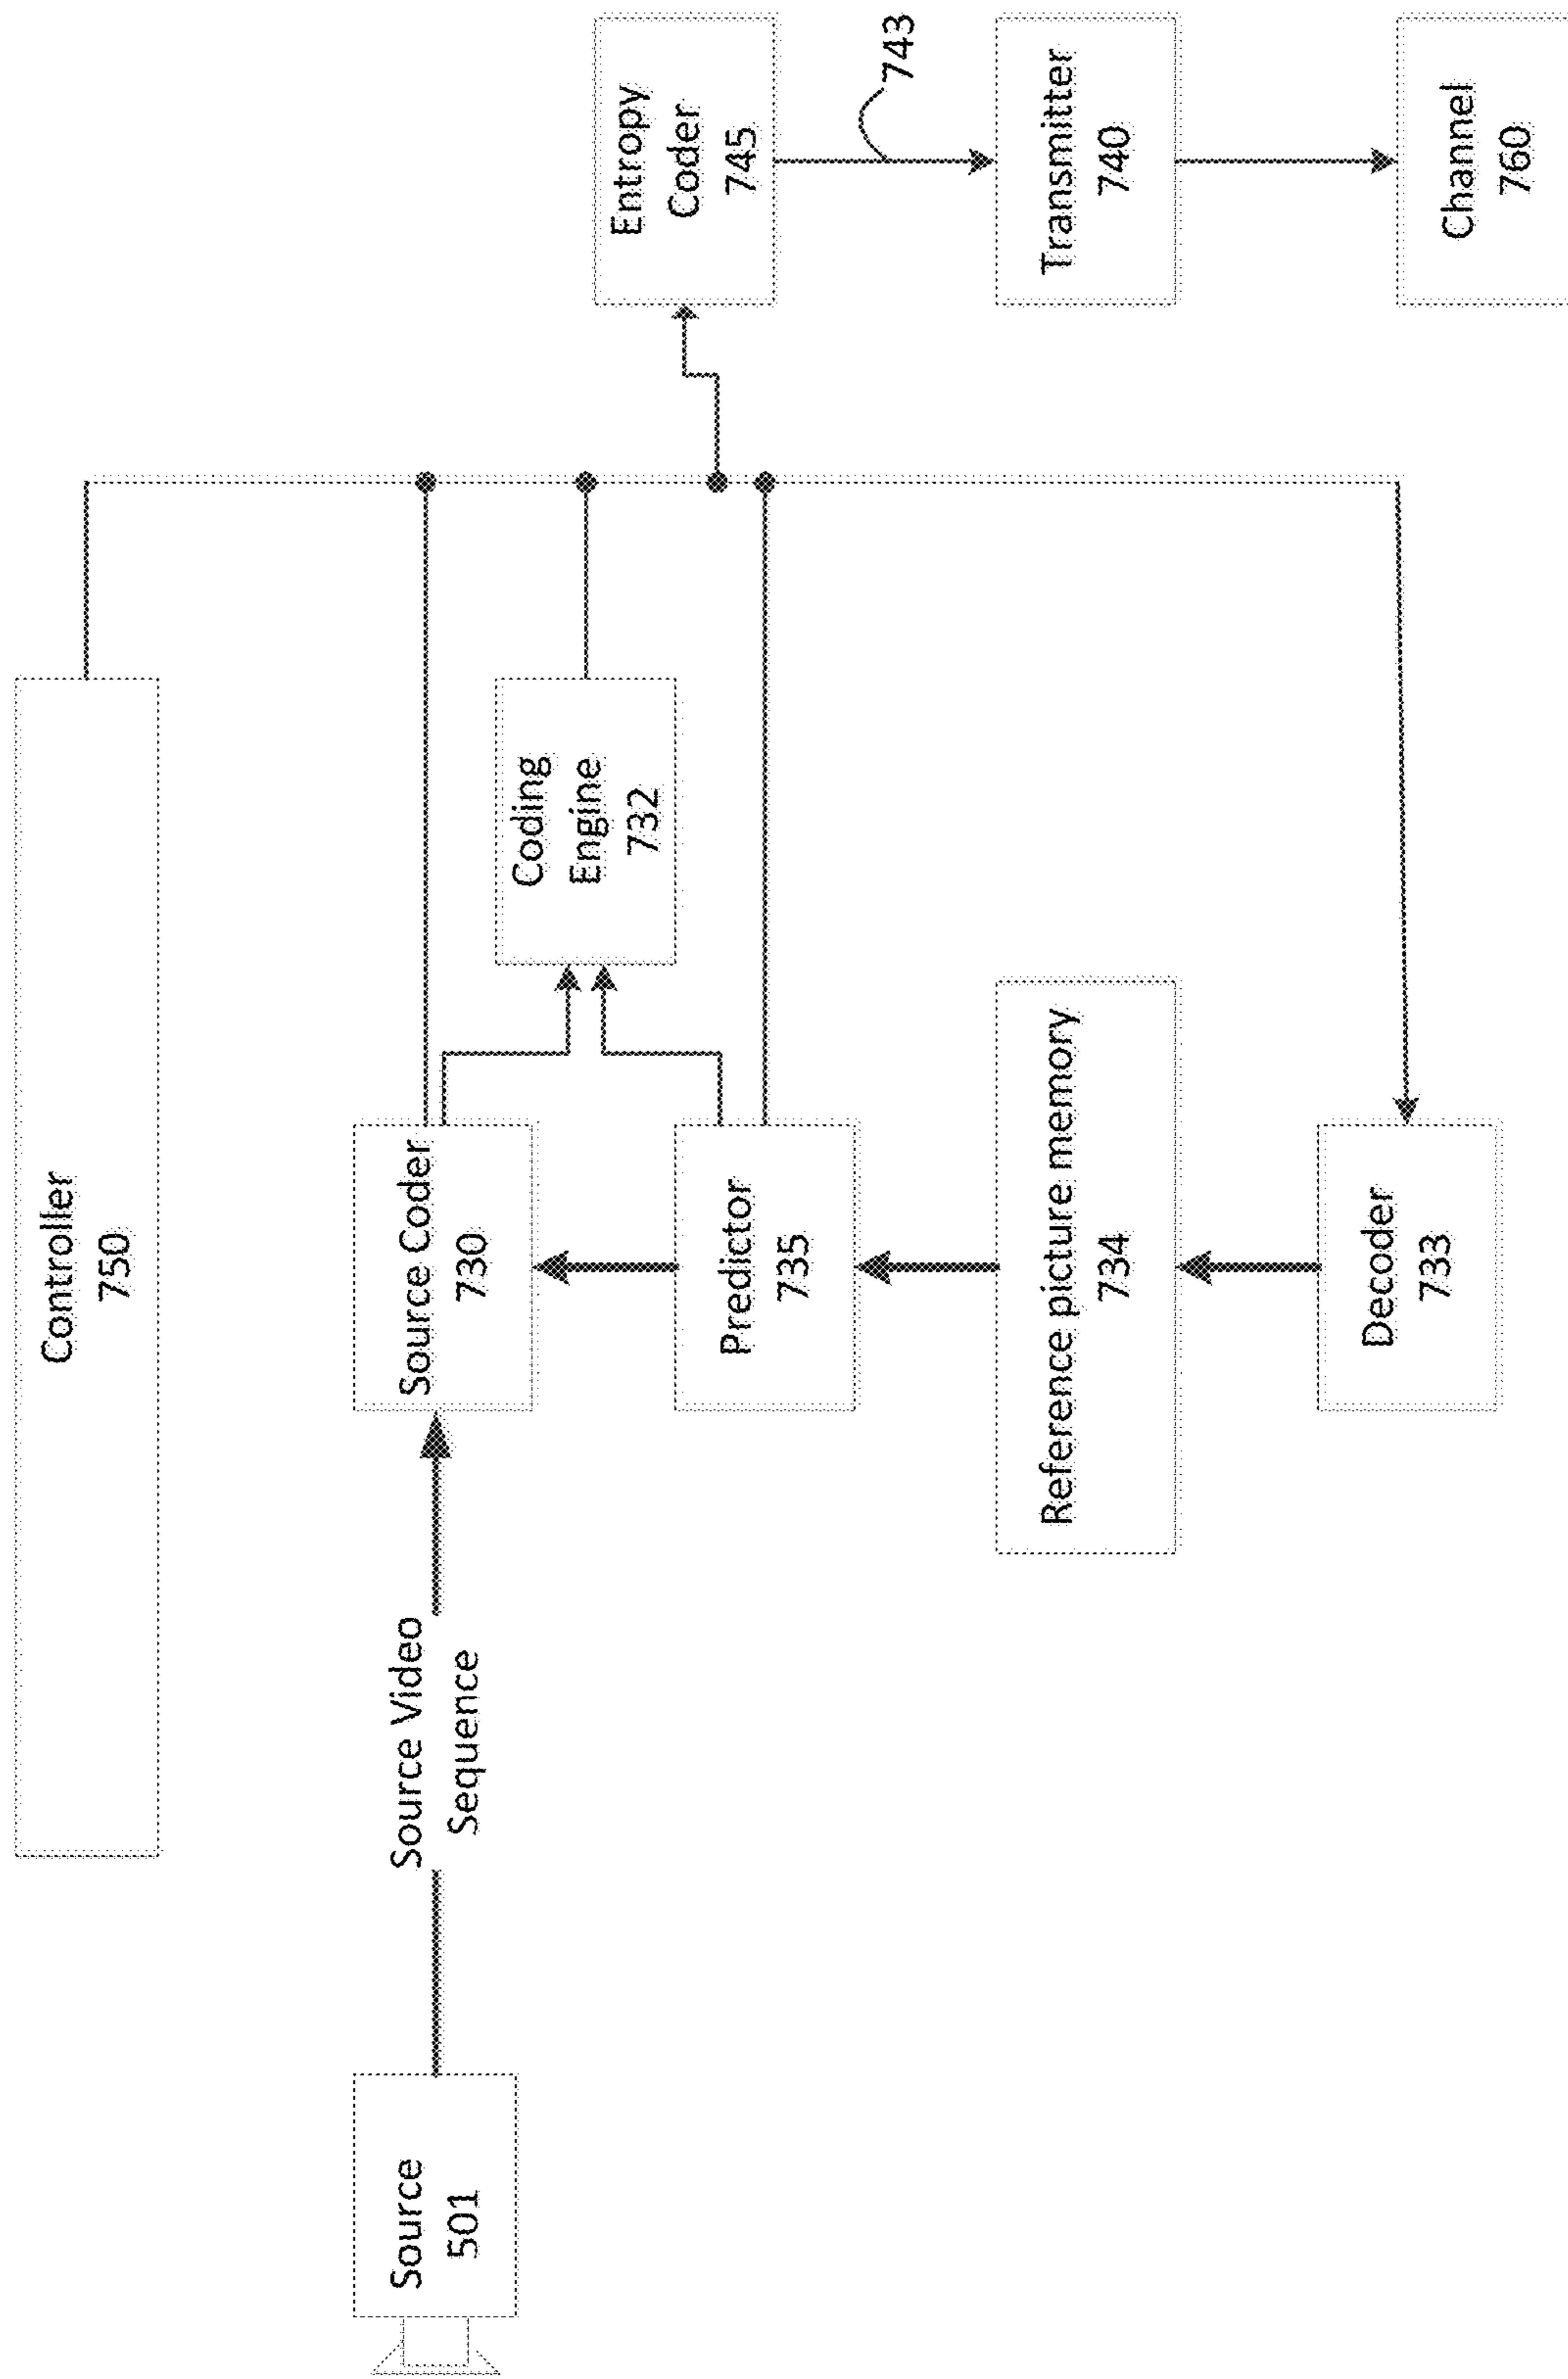 Controller
750
Source
501
Source Video
Sequence
Source Coder
730
Coding
Engine
732
Predictor
735
Reference picture memory
734
Decoder
733
Entropy
Coder
745
743
Transmitter
740
Channel
760